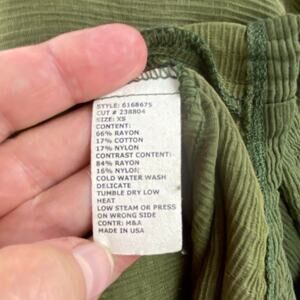 STYLE: 6168675
CUT # 238804
SIZE: XS
CONTENT:
66% RAYON
17% COTTON
17% NYLON
CONTRAST CONTENT:
84% RAYON
16% NYLON
COLD WATER WASH
DELICATE
TUMBLE DRY LOW
HEAT
LOW STEAM OR PRESS
ON WRONG SIDE
CONTR: M&A
MADE IN USA